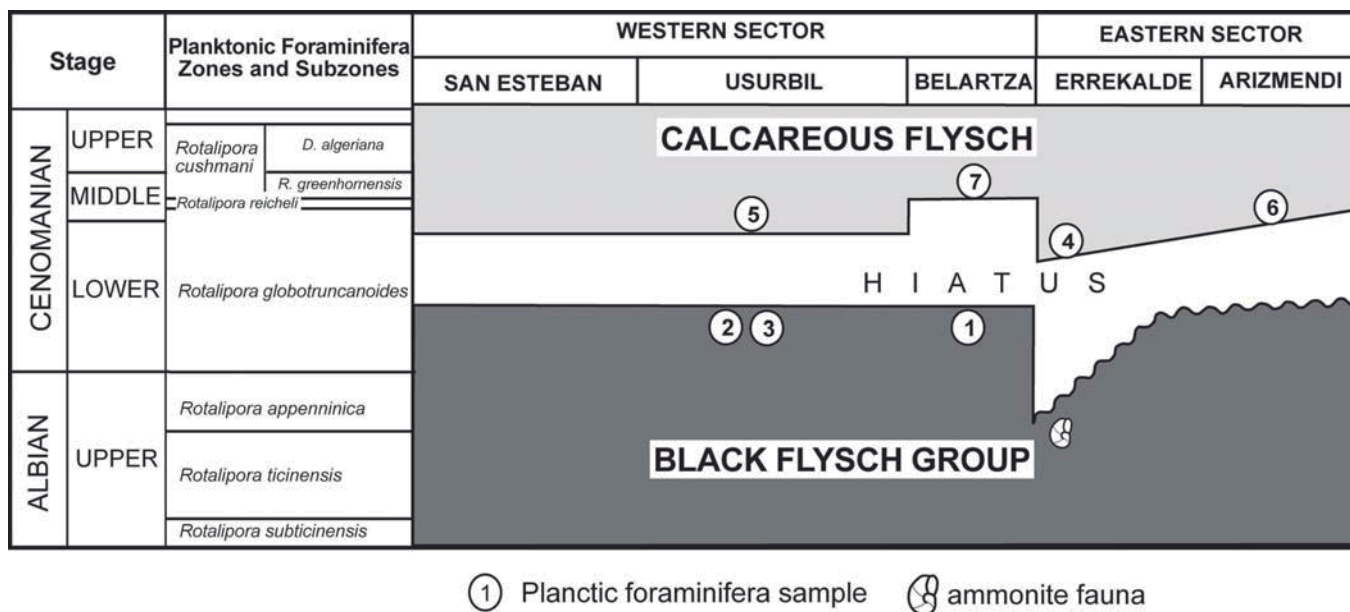 Stage
Planktonic Foraminifera
Zones and Subzones
WESTERN SECTOR
EASTERN SECTOR
SAN ESTEBAN
USURBIL
BELARTZA
ERREKALDE
ARIZMENDI
CENOMANIAN
UPPER
MIDDLE
LOWER
ALBIAN
UPPER
Rotalipora
cushmani
D. algeriana
R. greenhornensis
Rotalipora reicheli
Rotalipora globotruncanoides
Rotalipora appenninica
Rotalipora ticinensis
Rotalipora subticinensis
CALCAREOUS FLYSCH
7
5
6
4
HIATUS
2 3 1
BLACK FLYSCH GROUP
1 Planctic foraminifera sample
ammonite fauna